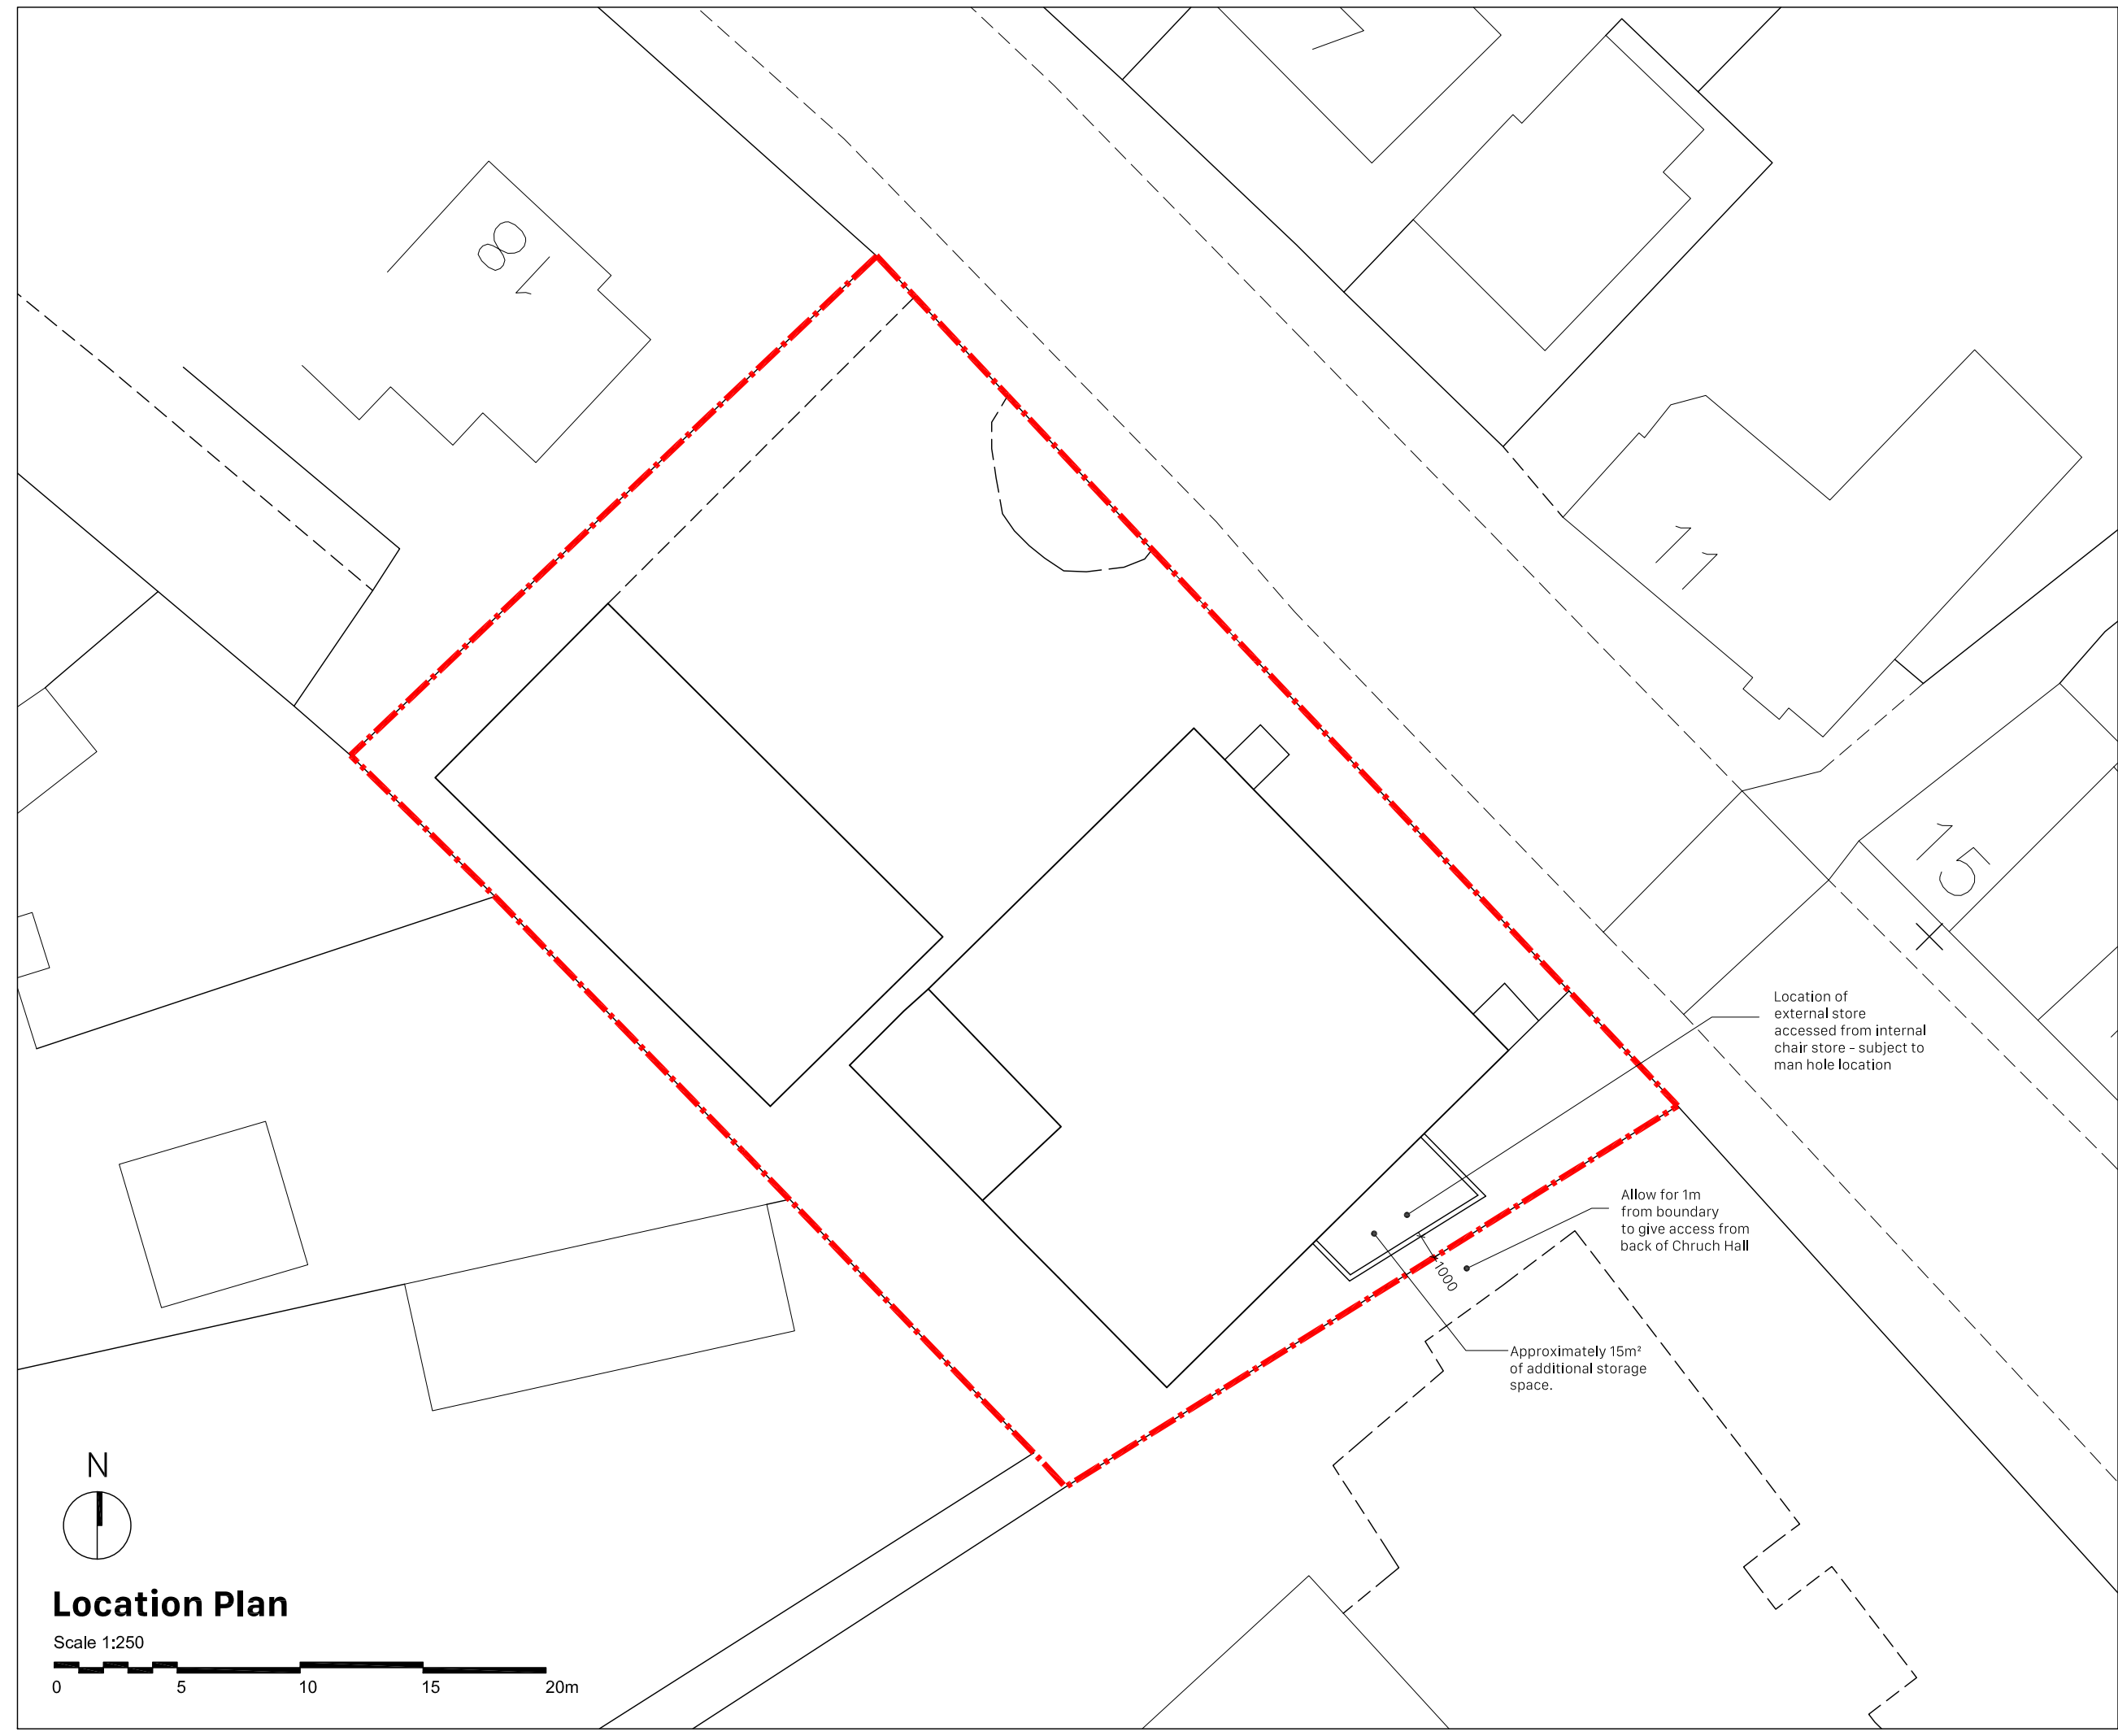 7
18
11
15
Location of
external store
accessed from internal
chair store - subject to
man hole location
Allow for 1m
from boundary
to give access from
back of Chruch Hall
1000
Approximately 15m²
of additional storage
space.
N
Location Plan
Scale 1:250
0 5 10 15 20m